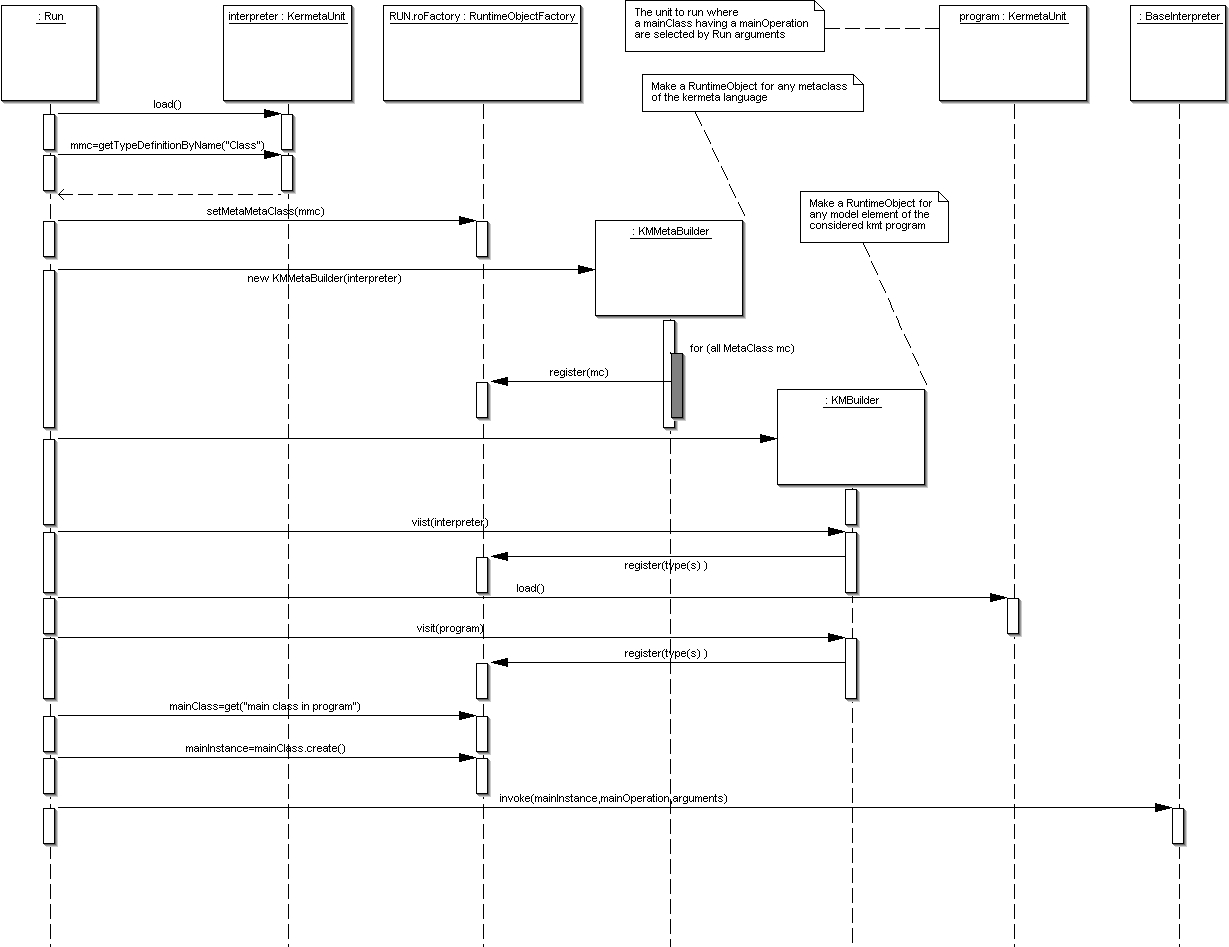 : Run
interpreter : KermetaUnit
RUN.roFactory : RuntimeObjectFactory
The unit to run where
a mainClass having a mainOperation
are selected by Run arguments
program : KermetaUnit
: BaseInterpreter
Make a RuntimeObject for any metaclass
of the kermeta language
load()
mmc=getTypeDefinitionByName("Class")
Make a RuntimeObject for
any model element of the
considered kmt program
setMetaMetaClass(mmc)
: KMMetaBuilder
new KMMetaBuilder(interpreter)
for (all MetaClass mc)
register(mc)
: KMBuilder
viist(interpreter)
register(type(s) )
load()
visit(program)
register(type(s) )
mainClass=get("main class in program")
mainInstance=mainClass.create()
invoke(mainInstance,mainOperation,arguments)